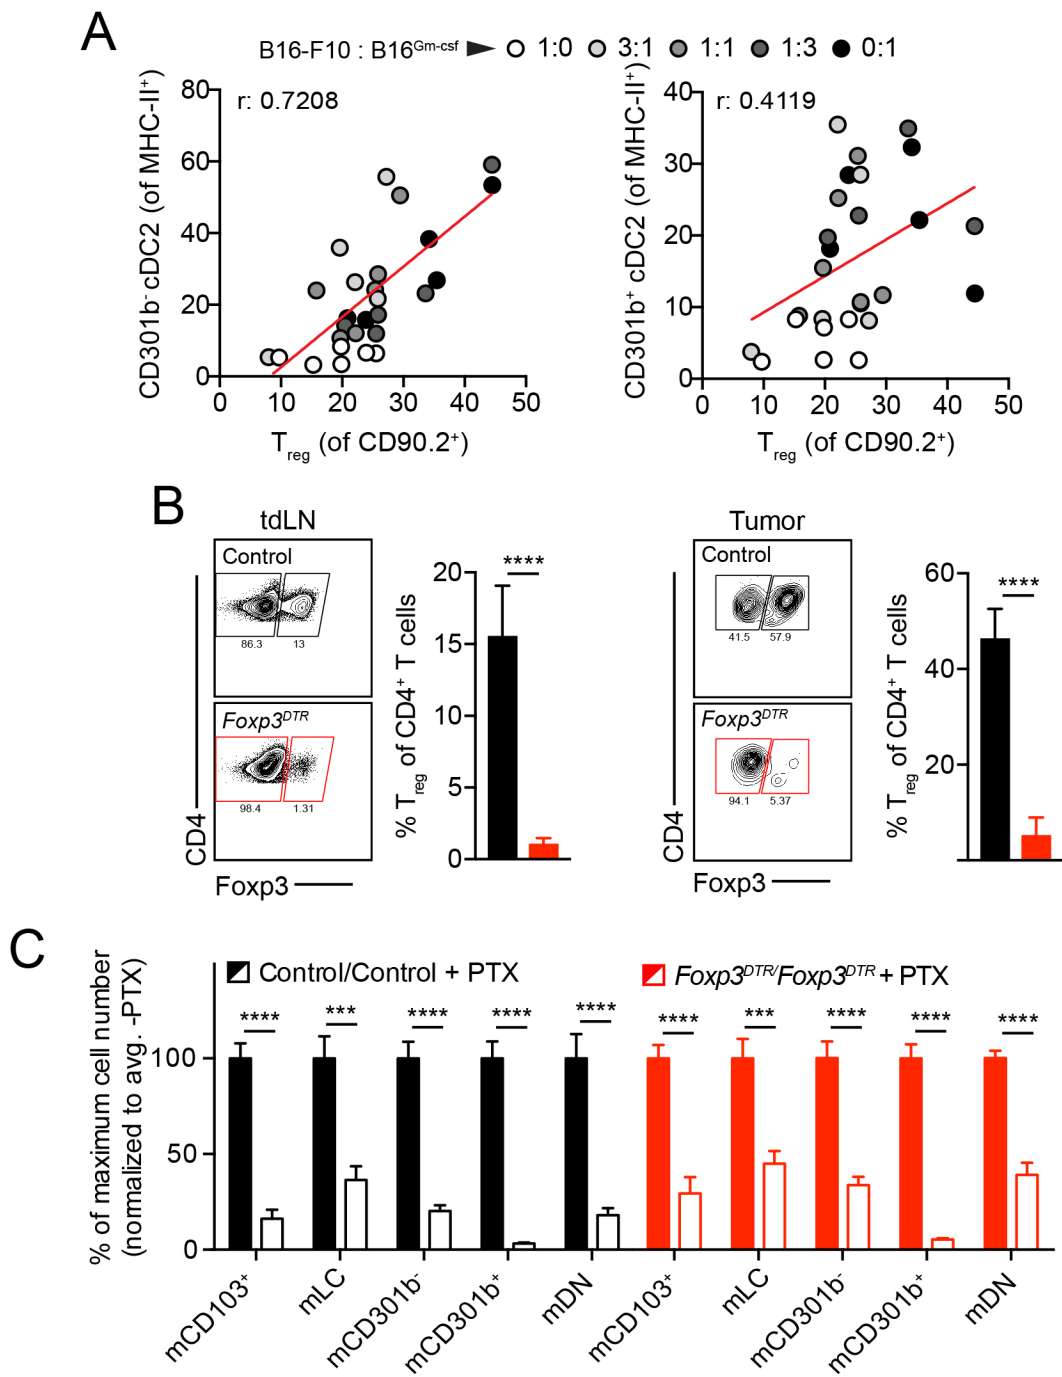 A
B16-F10 : B16Gm-csf 1:0 3:1 1:1 1:3 0:1
CD301b- cDC2 (of MHC-II+)
80
60
40
20
0
r: 0.7208
0 10 20 30 40 50
Treg (of CD90.2+)
CD301b+ cDC2 (of MHC-II+)
40
30
20
10
0
r: 0.4119
0 10 20 30 40 50
Treg (of CD90.2+)
B
tdLN
Control
86.3 13
Foxp3DTR
98.4 1.31
CD4
Foxp3
% Treg of CD4+ T cells
20
15
10
5
0
****
Tumor
Control
41.5 57.9
Foxp3DTR
94.1 5.37
CD4
Foxp3
% Treg of CD4+ T cells
60
40
20
****
C
% of maximum cell number
(normalized to avg. -PTX)
Control/Control + PTX
Foxp3DTR/Foxp3DTR + PTX
100
50
0
**** *** **** **** **** **** *** **** **** ****
mCD103+
mLC
mCD301b-
mCD301b+
mDN
mCD103+
mLC
mCD301b-
mCD301b+
mDN